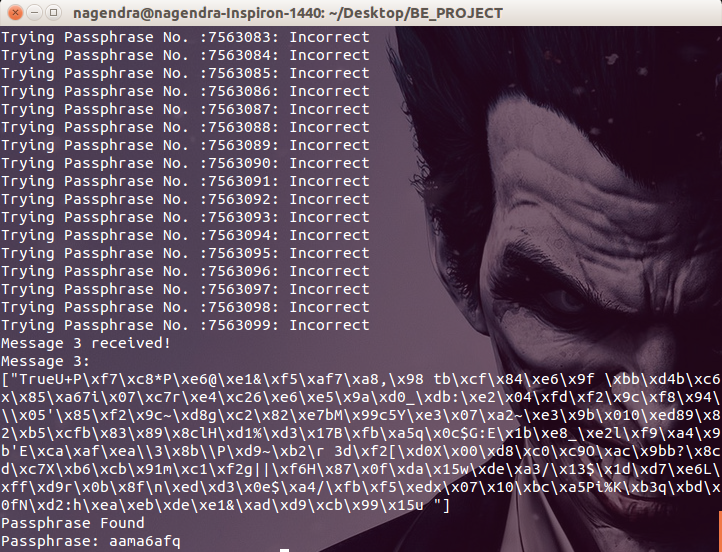 nagendra@nagendra-Inspiron-1440: ~/Desktop/BE_PROJECT
Trying Passphrase No. :7563083: Incorrect
Trying Passphrase No. :7563084: Incorrect
Trying Passphrase No. :7563085: Incorrect
Trying Passphrase No. :7563086: Incorrect
Trying Passphrase No. :7563087: Incorrect
Trying Passphrase No. :7563088: Incorrect
Trying Passphrase No. :7563089: Incorrect
Trying Passphrase No. :7563090: Incorrect
Trying Passphrase No. :7563091: Incorrect
Trying Passphrase No. :7563092: Incorrect
Trying Passphrase No. :7563093: Incorrect
Trying Passphrase No. :7563094: Incorrect
Trying Passphrase No. :7563095: Incorrect
Trying Passphrase No. :7563096: Incorrect
Trying Passphrase No. :7563097: Incorrect
Trying Passphrase No. :7563098: Incorrect
Trying Passphrase No. :7563099: Incorrect
Message 3 received!
Message 3:
["TrueU+P\xf7\xc8*P\xe6@\xe1&\xf5\xaf7\xa8,\x98 tb\xcf\x84\xe6\x9f \xbb\xd4b\xc6
x\x85\xa67i\x07\xc7r\xe4\xc26\xe6\xe5\x9a\xd0_\xdb:\xe2\x04\xfd\xf2\x9c\xf8\x94\
\\x05'\x85\xf2\x9c~\xd8g\xc2\x82\xe7bM\x99c5Y\xe3\x07\xa2~\xe3\x9b\x010\xed89\x8
2\xb5\xcfb\x83\x89\x8clH\xd1%\xd3\x17B\xfb\xa5q\x0c$G:E\x1b\xe8_\xe2l\xf9\xa4\x9
b'E\xca\xaf\xea\\3\x8b\\P\xd9~\xb2\r 3d\xf2[\xd0X\x00\xd8\xc0\xc9O\xac\x9bb?\x8c
d\xc7X\xb6\xcb\x91m\xc1\xf2g||\xf6H\x87\x0f\xda\x15w\xde\xa3/\x13$\x1d\xd7\xe6L\
xff\xd9r\x0b\x8f\n\xed\xd3\x0e$\xa4/\xfb\xf5\xedx\x07\x10\xbc\xa5Pi%K\xb3q\xbd\x
0fN\xd2:h\xea\xeb\xde\xe1&\xad\xd9\xcb\x99\x15u "]
Passphrase Found
Passphrase: aama6afq